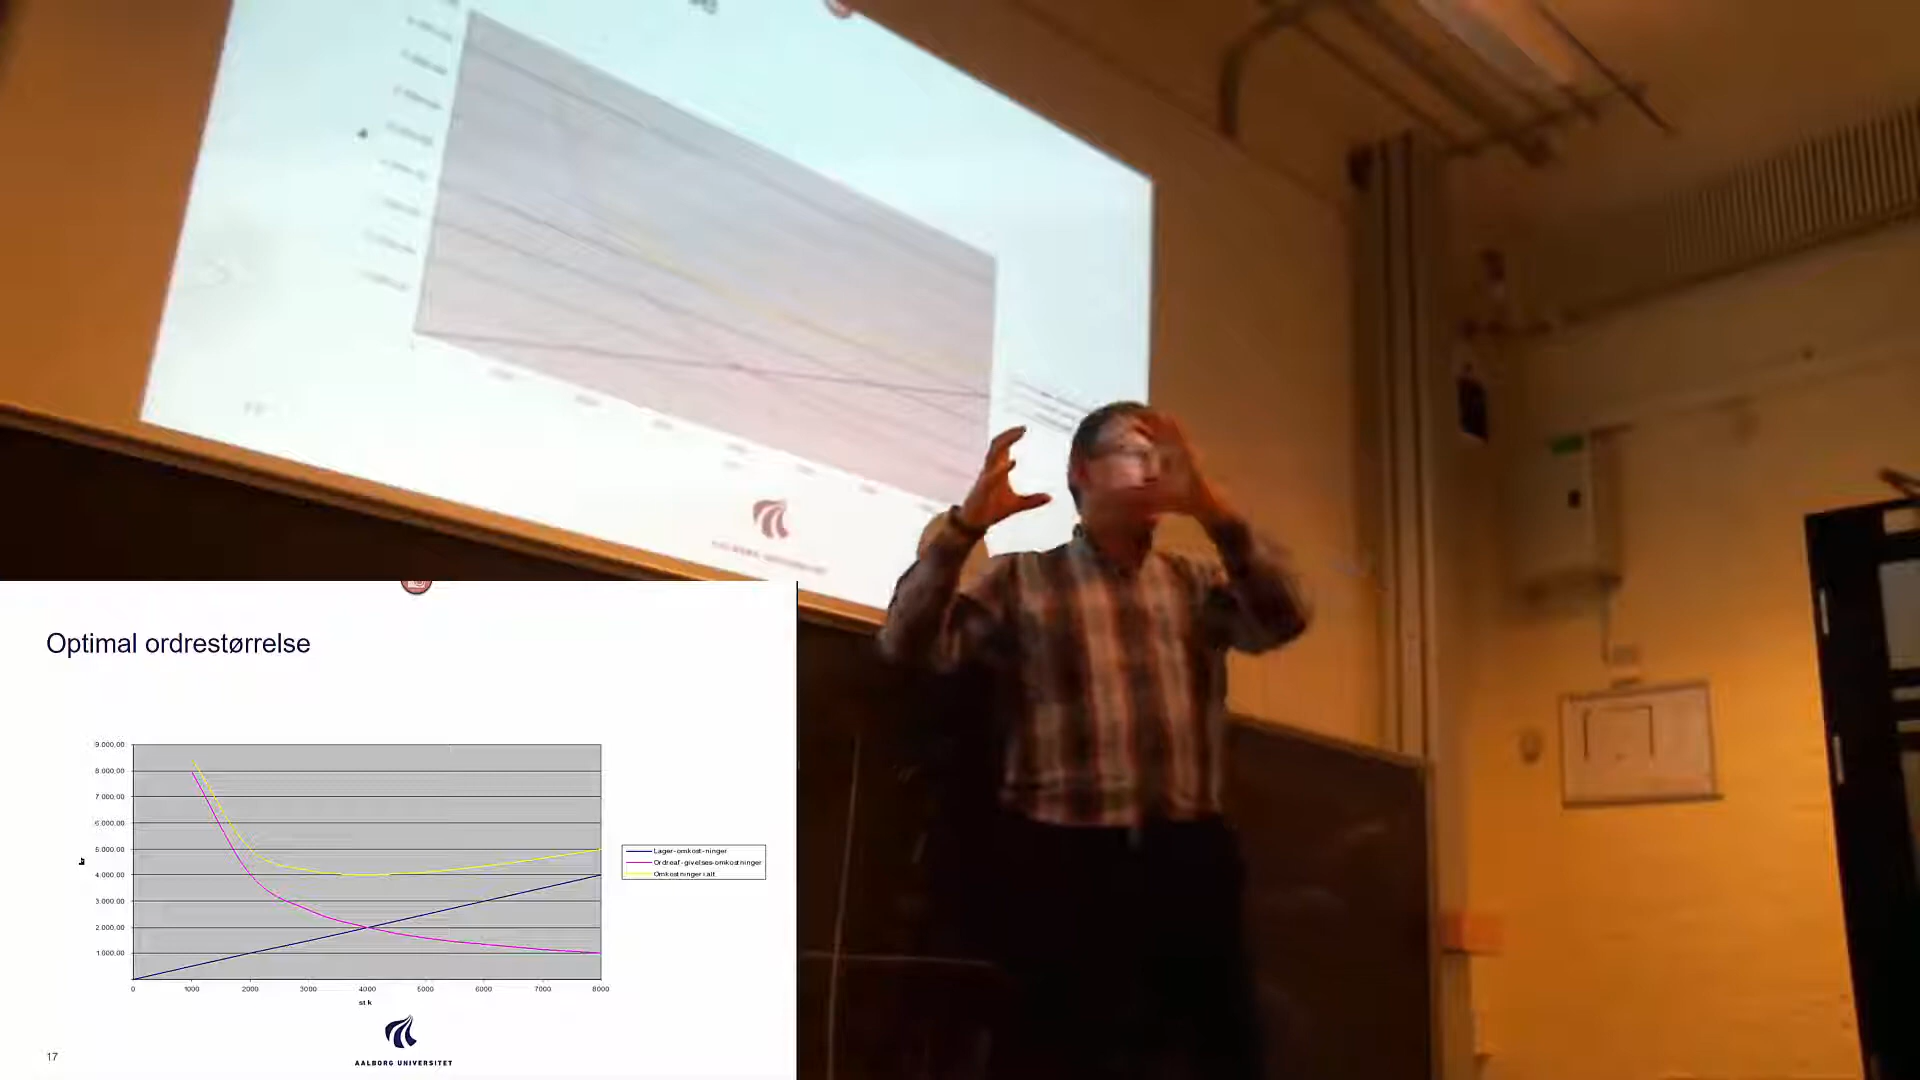 Optimal ordrestørrelse
9.000,00
8.000,00
7.000,00
6.000,00
5.000,00
4.000,00
3.000,00
2.000,00
1.000,00
kr
0 1000 2000 3000 4000 5000 6000 7000 8000
stk
Lager-omkost-ninger
Ordreaf-givelses-omkostninger
Omkostninger i alt
AALBORG UNIVERSITET
17